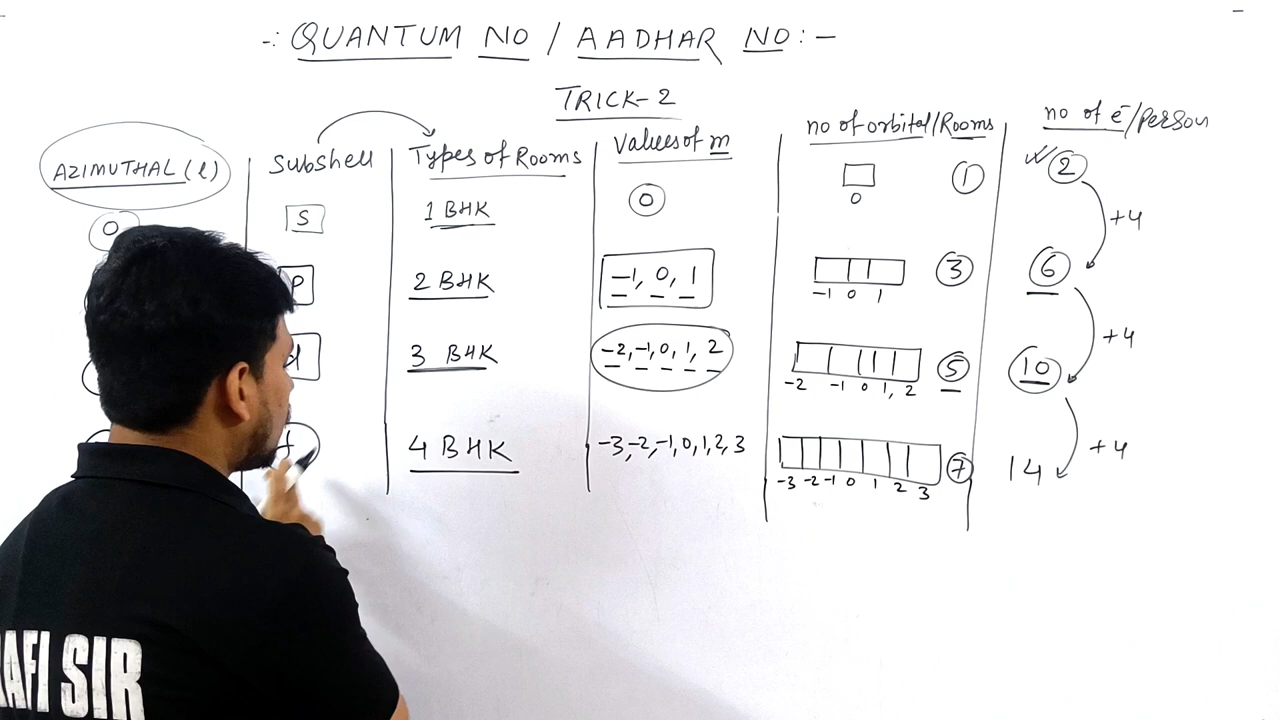 -: QUANTUM NO / AADHAR NO :-
TRICK-2
AZIMUTHAL (l) Subshell Types of Rooms Values of m no of orbital/Rooms no of e⁻/Person
0 S 1 BHK 0 0 1 2
+4
p 2 BHK -1, 0, 1 -1 0 1 3 6
+4
d 3 BHK -2,-1,0,1,2 -2 -1 0 1, 2 5 10
+4
f 4 BHK -3,-2,-1,0,1,2,3 -3 -2 -1 0 1 2 3 7 14
AFI SIR